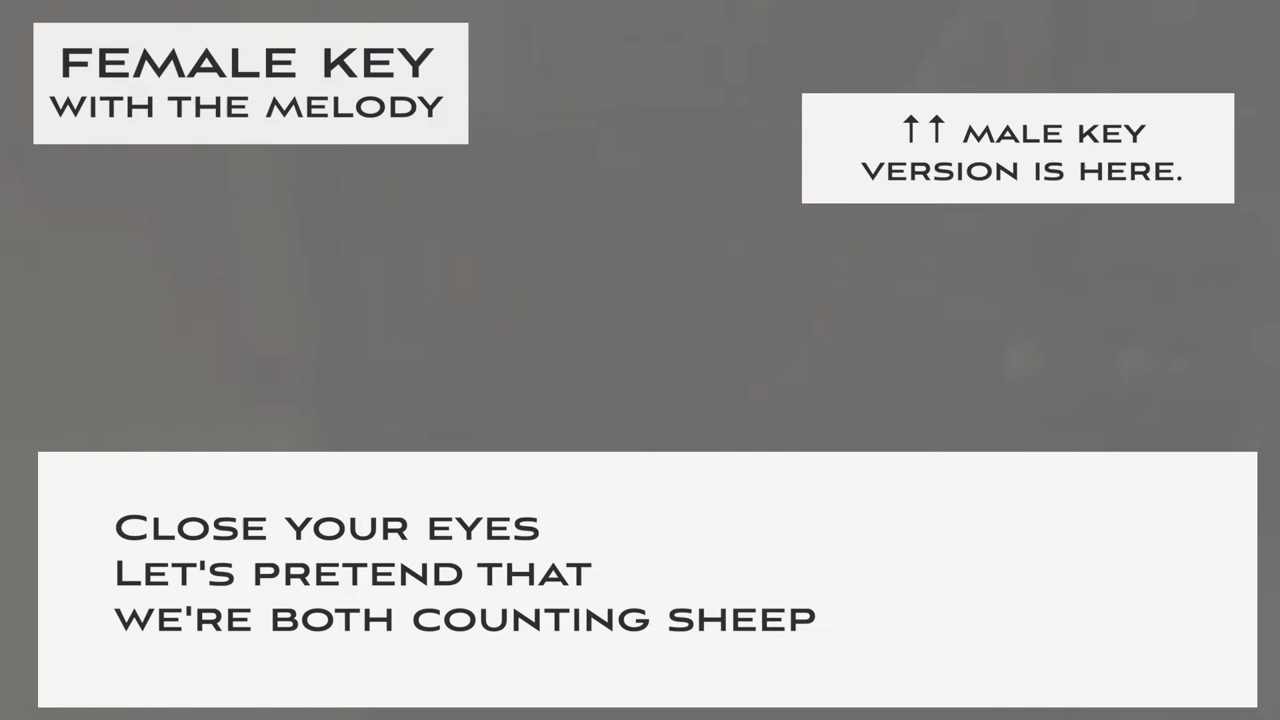 FEMALE KEY
WITH THE MELODY
↑↑ MALE KEY
VERSION IS HERE.
CLOSE YOUR EYES
LET'S PRETEND THAT
WE'RE BOTH COUNTING SHEEP